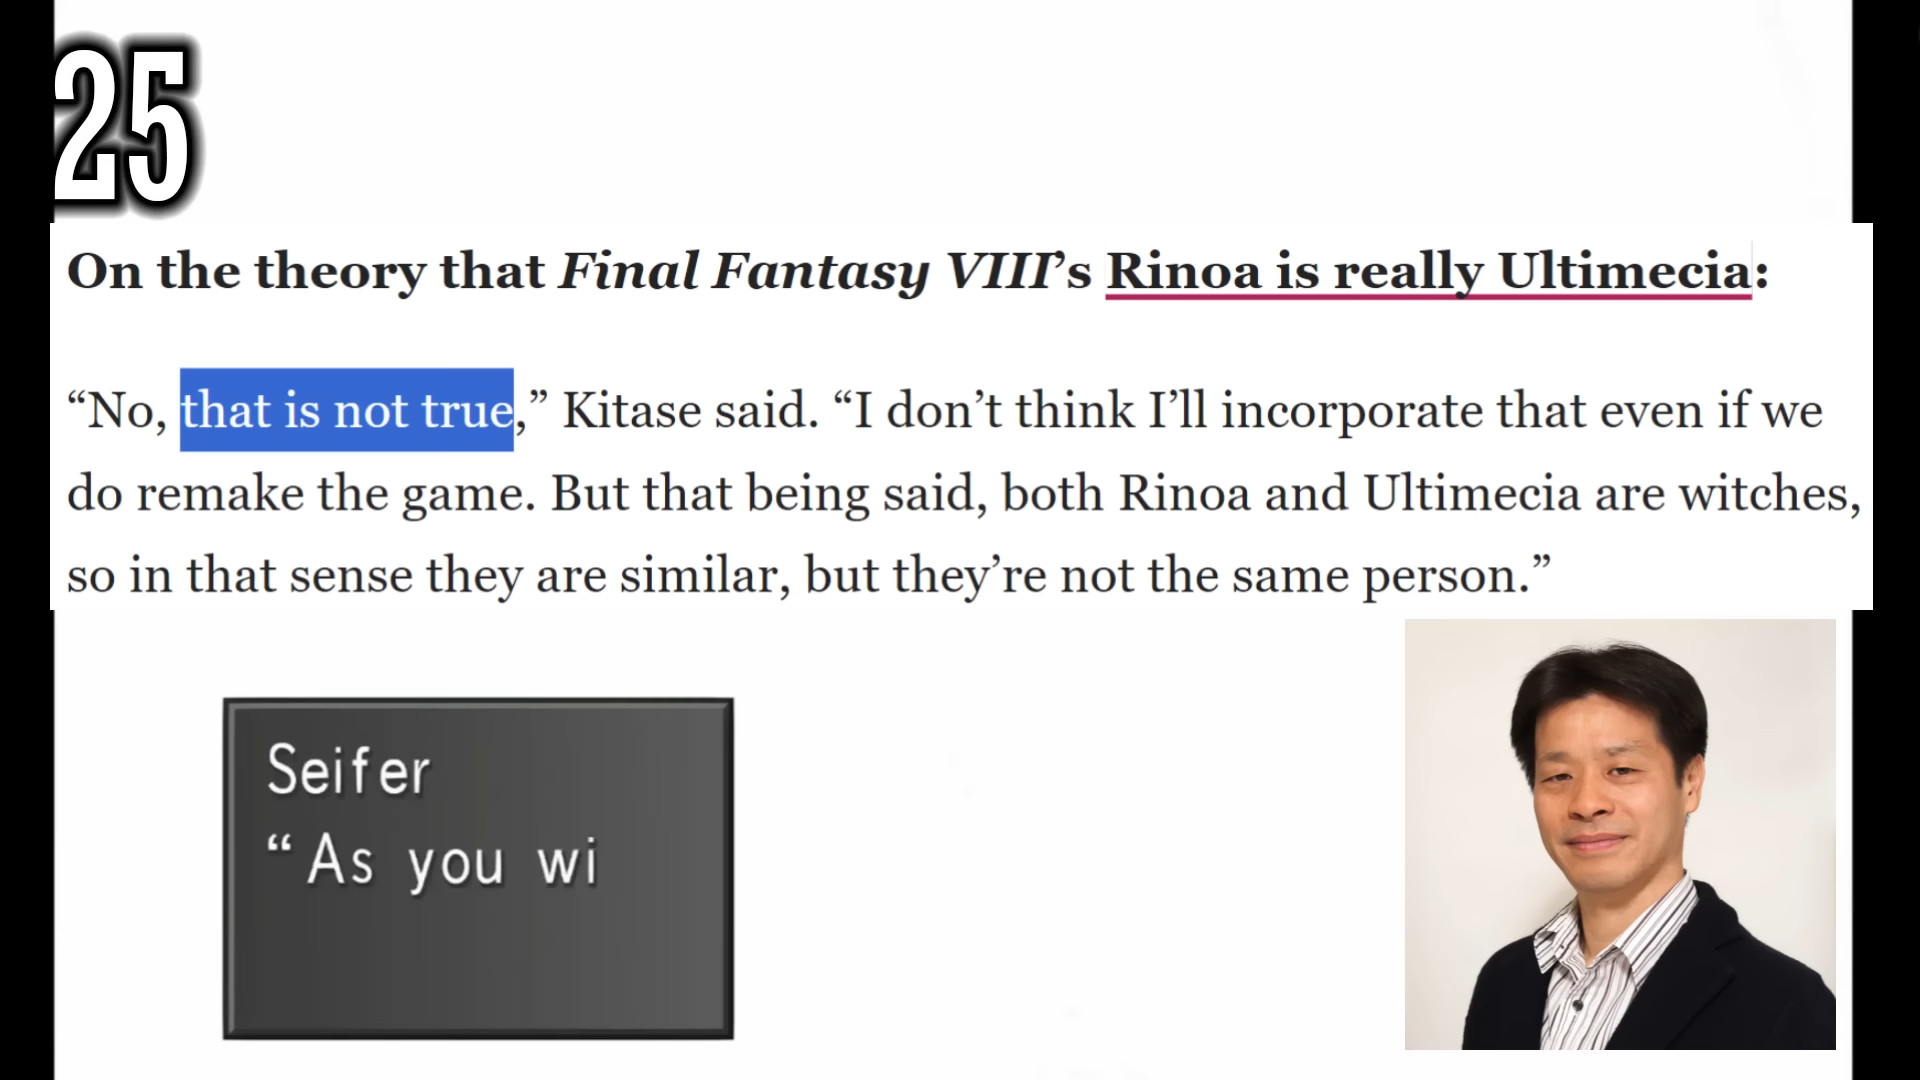 25
On the theory that Final Fantasy VIII’s Rinoa is really Ultimecia:
“No, that is not true,” Kitase said. “I don’t think I’ll incorporate that even if we
do remake the game. But that being said, both Rinoa and Ultimecia are witches,
so in that sense they are similar, but they’re not the same person.”
Seifer
“As you wi